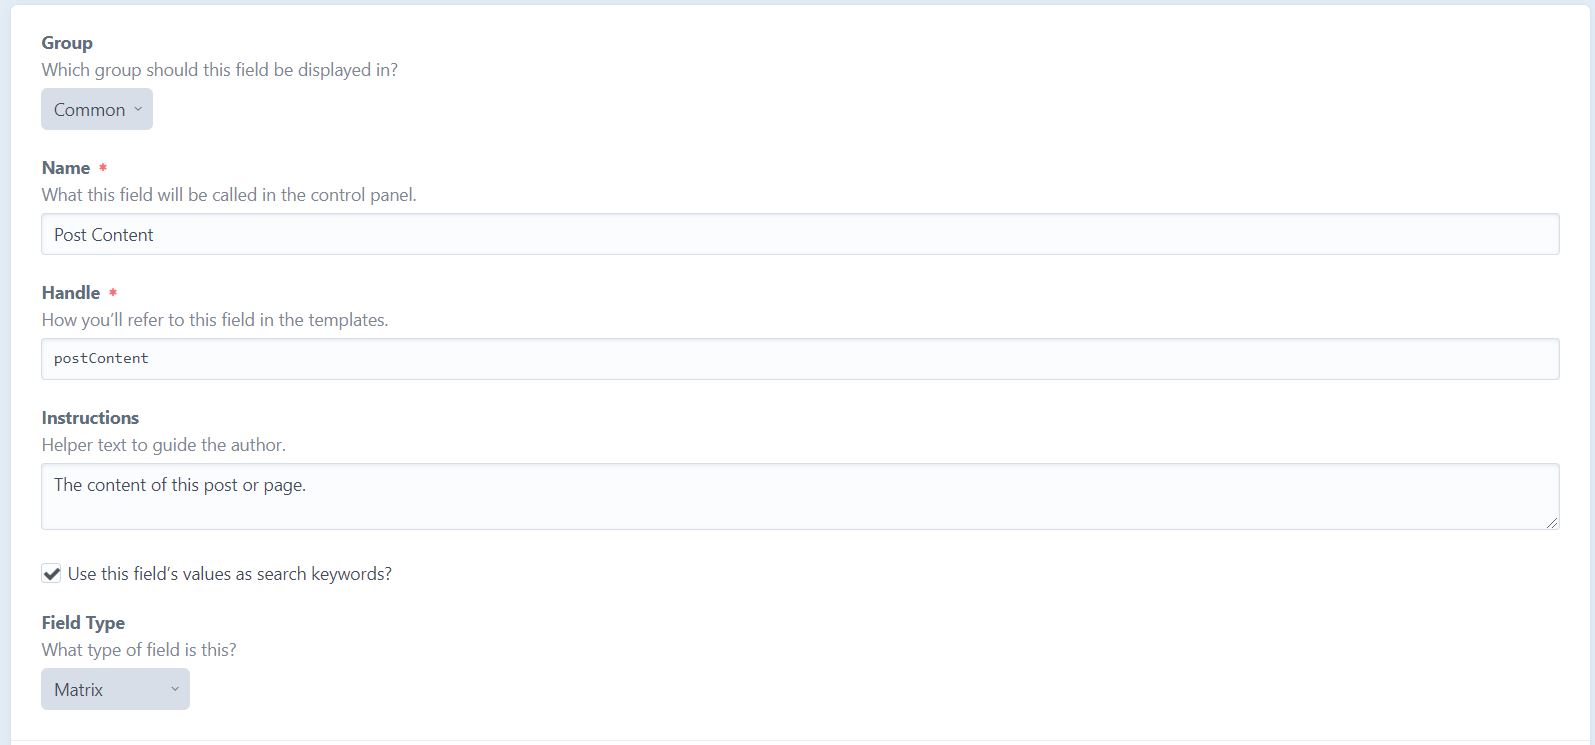 Group
Which group should this field be displayed in?
Common
Name *
What this field will be called in the control panel.
Post Content
Handle *
How you’ll refer to this field in the templates.
postContent
Instructions
Helper text to guide the author.
The content of this post or page.
Use this field’s values as search keywords?
Field Type
What type of field is this?
Matrix